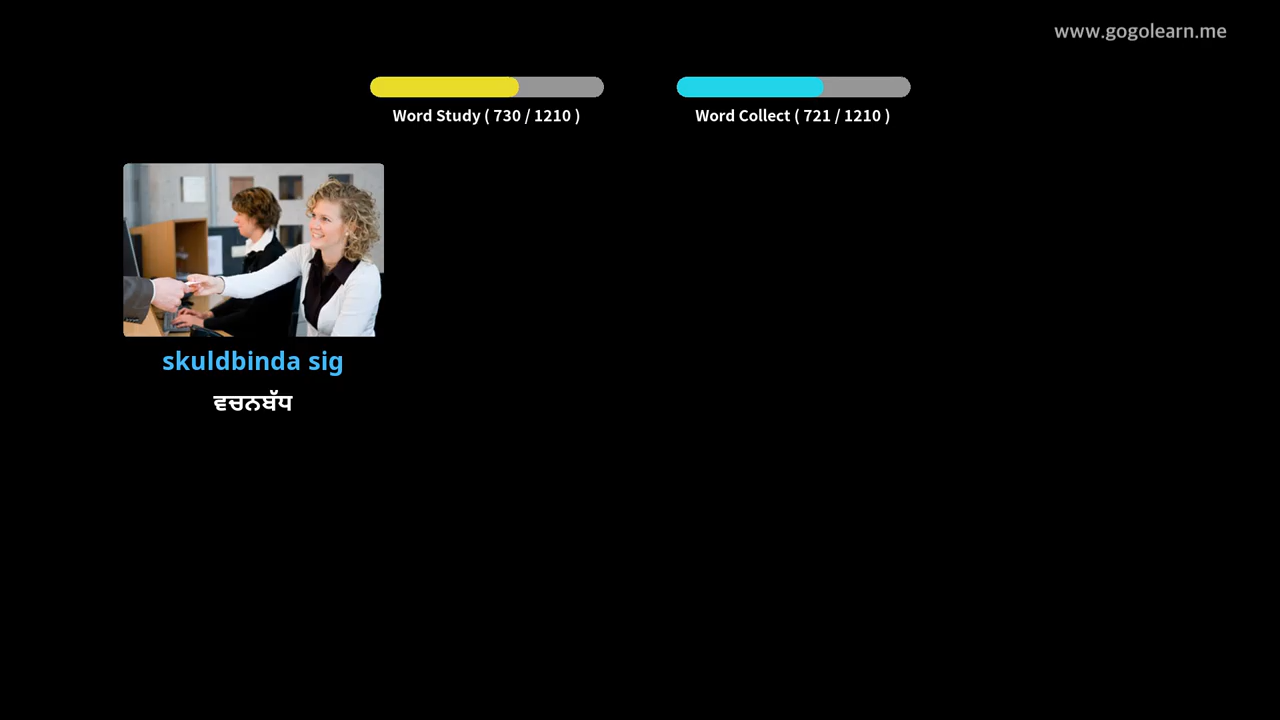 www.gogolearn.me
Word Study ( 730 / 1210 )
Word Collect ( 721 / 1210 )
skuldbinda sig
ਵਚਨਬੱਧ